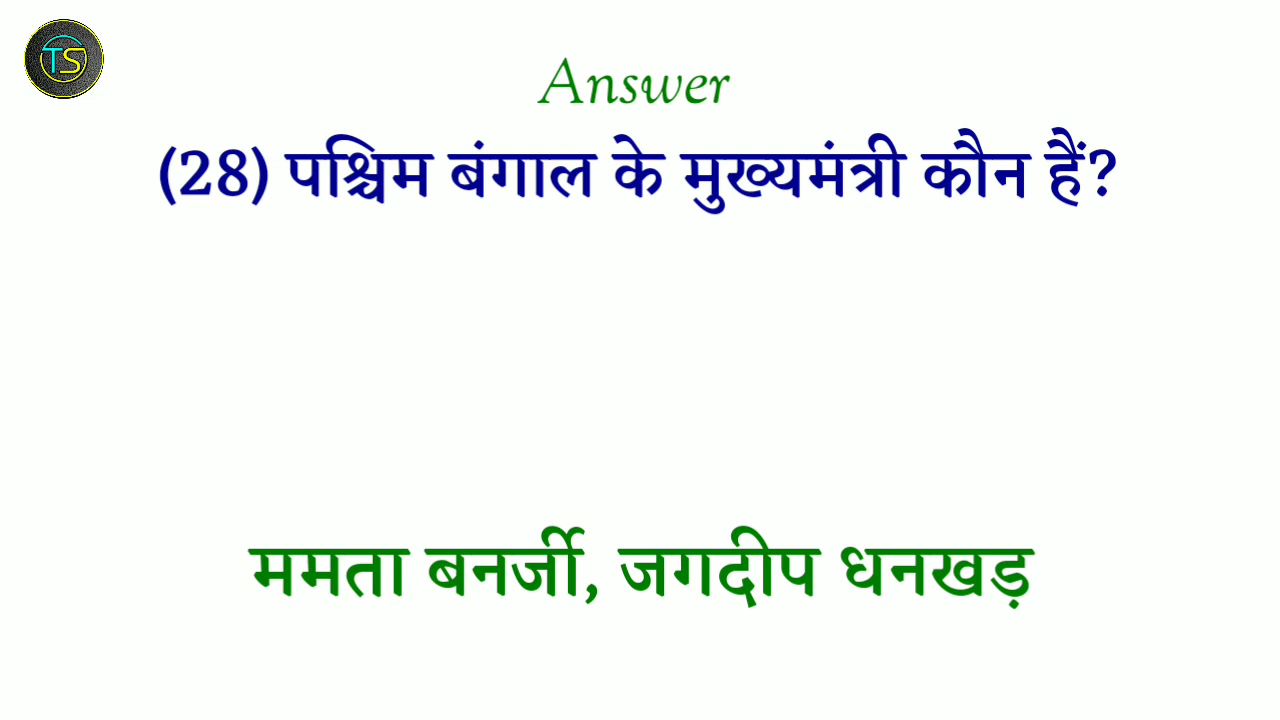 TS
Answer
(28) पश्चिम बंगाल के मुख्यमंत्री कौन हैं?
ममता बनर्जी, जगदीप धनखड़